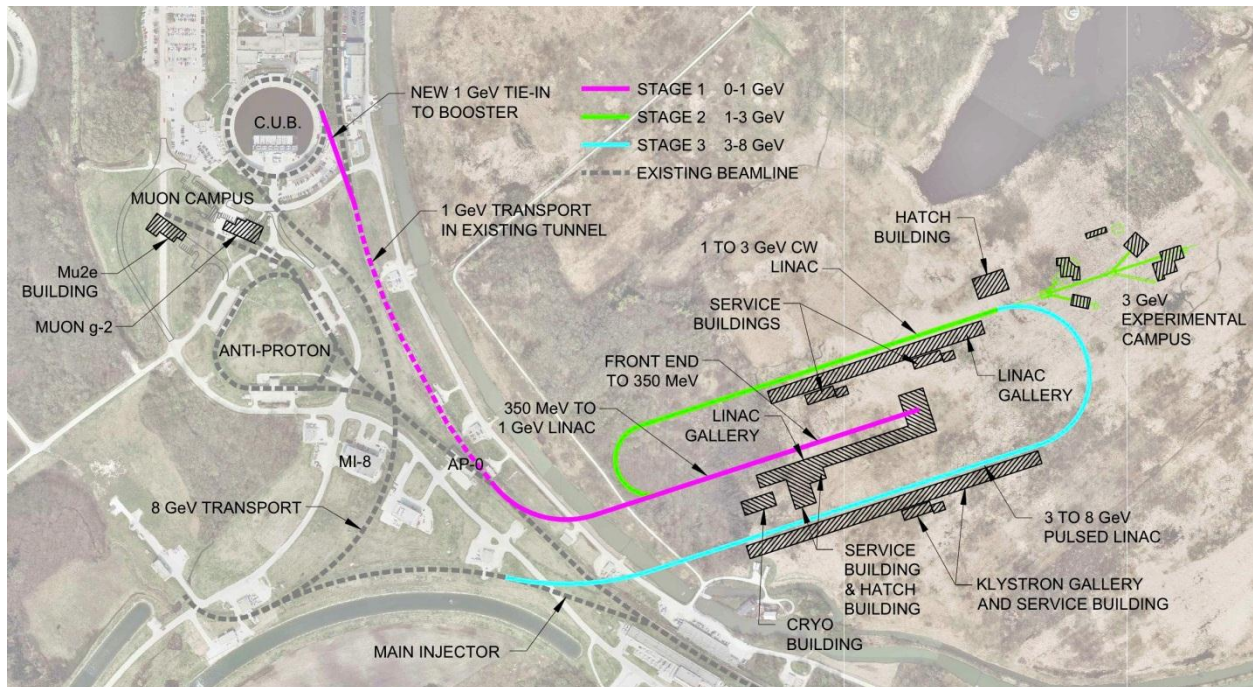 NEW 1 GeV TIE-IN
TO BOOSTER
STAGE 1 0-1 GeV
STAGE 2 1-3 GeV
STAGE 3 3-8 GeV
EXISTING BEAMLINE
C.U.B.
MUON CAMPUS
1 GeV TRANSPORT
IN EXISTING TUNNEL
Mu2e
BUILDING
MUON g-2
ANTI-PROTON
HATCH
BUILDING
1 TO 3 GeV CW
LINAC
SERVICE
BUILDINGS
3 GeV
EXPERIMENTAL
CAMPUS
FRONT END
TO 350 MeV
LINAC
GALLERY
350 MeV TO
1 GeV LINAC
LINAC
GALLERY
MI-8
AP-0
8 GeV TRANSPORT
3 TO 8 GeV
PULSED LINAC
SERVICE
BUILDING
& HATCH
BUILDING
KLYSTRON GALLERY
AND SERVICE BUILDING
CRYO
BUILDING
MAIN INJECTOR